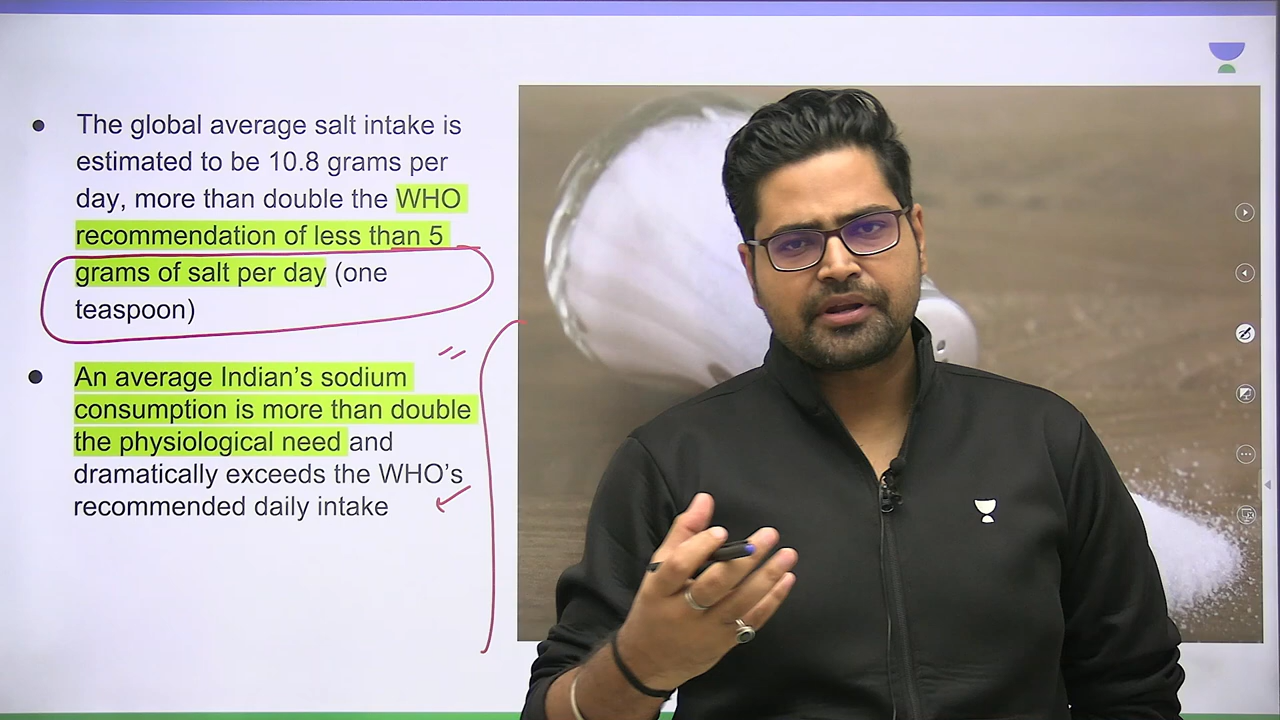 The global average salt intake is
estimated to be 10.8 grams per
day, more than double the WHO
recommendation of less than 5
grams of salt per day (one
teaspoon)
An average Indian's sodium
consumption is more than double
the physiological need and
dramatically exceeds the WHO's
recommended daily intake